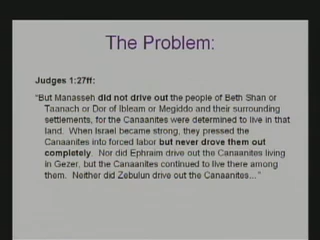 The Problem:
Judges 1:27ff:
"But Manasseh did not drive out the people of Beth Shan or
Taanach or Dor of Ibleam or Megiddo and their surrounding
settlements, for the Canaanites were determined to live in that
land. When Israel became strong, they pressed the
Canaanites into forced labor but never drove them out
completely. Nor did Ephraim drive out the Canaanites living
in Gezer, but the Canaanites continued to live there among
them. Neither did Zebulun drive out the Canaanites..."